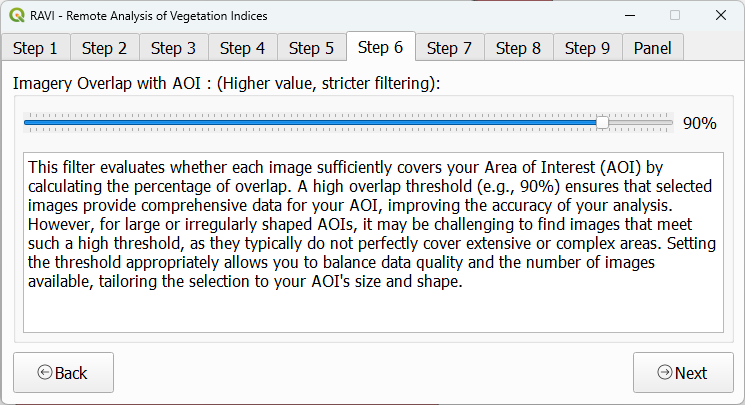 RAVI - Remote Analysis of Vegetation Indices
Step 1 Step 2 Step 3 Step 4 Step 5 Step 6 Step 7 Step 8 Step 9 Panel
Imagery Overlap with AOI : (Higher value, stricter filtering):
90%
This filter evaluates whether each image sufficiently covers your Area of Interest (AOI) by
calculating the percentage of overlap. A high overlap threshold (e.g., 90%) ensures that selected
images provide comprehensive data for your AOI, improving the accuracy of your analysis.
However, for large or irregularly shaped AOIs, it may be challenging to find images that meet
such a high threshold, as they typically do not perfectly cover extensive or complex areas. Setting
the threshold appropriately allows you to balance data quality and the number of images
available, tailoring the selection to your AOI's size and shape.
Back Next